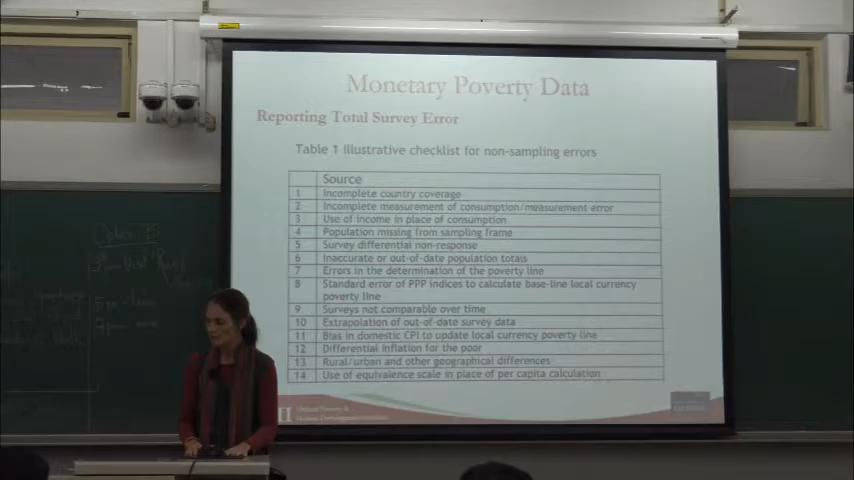 Monetary Poverty Data
Reporting Total Survey Error
Table 1 Illustrative checklist for non-sampling errors
Source
1 Incomplete country coverage
2 Incomplete measurement of consumption/measurement error
3 Use of income in place of consumption
4 Population missing from sampling frame
5 Survey differential non-response
6 Inaccurate or out-of-date population totals
7 Errors in the determination of the poverty line
8 Standard error of PPP indices to calculate base-line local currency
poverty line
9 Surveys not comparable over time
10 Extrapolation of out-of-date survey data
11 Bias in domestic CPI to update local currency poverty line
12 Differential inflation for the poor
13 Rural/urban and other geographical differences
14 Use of equivalence scale in place of per capita calculation